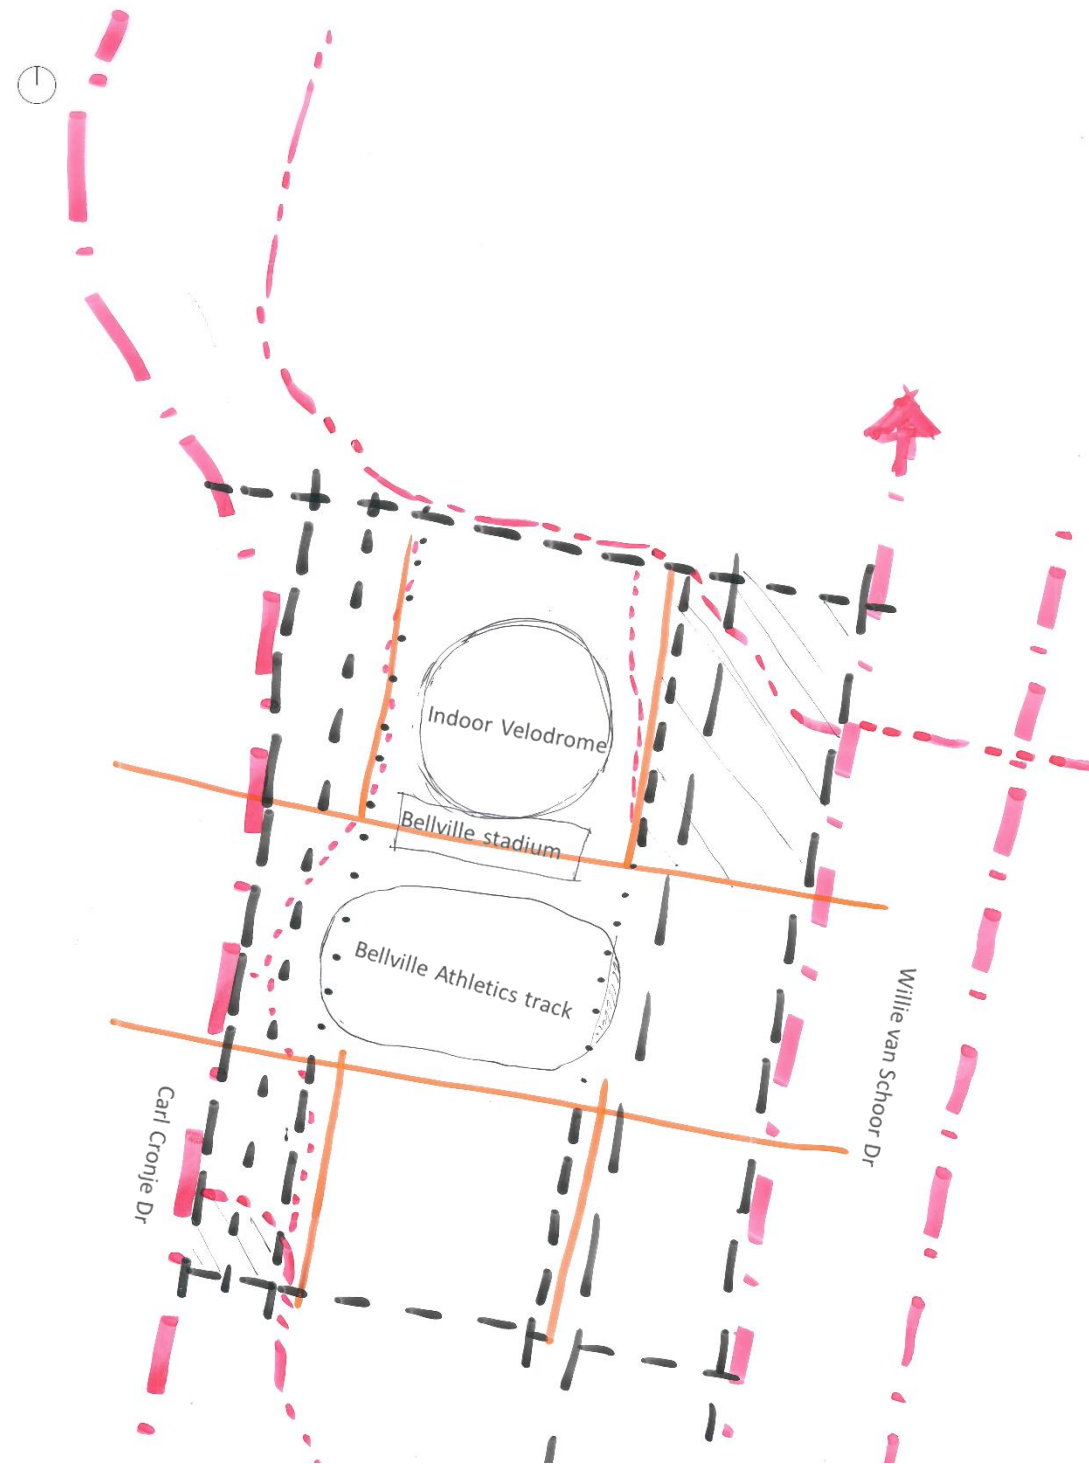 Indoor Velodrome
Bellville stadium
Bellville Athletics track
Willie van Schoor Dr
Carl Cronje Dr